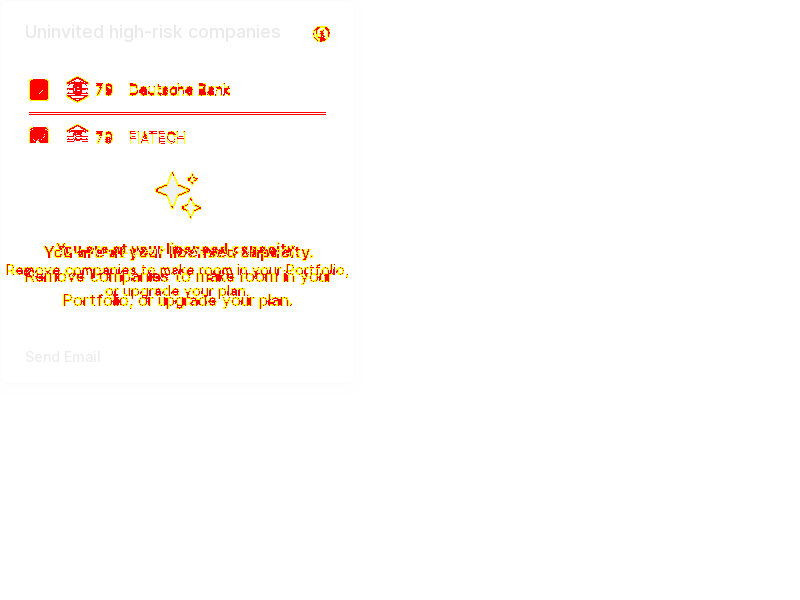 Uninvited high-risk companies
79 Deutsche Bank
79 FIATECH
You are at your licensed capacity.
Remove companies to make room in your Portfolio,
or upgrade your plan.
You are at your licensed capacity.
Remove companies to make room in your
Portfolio, or upgrade your plan.
Send Email